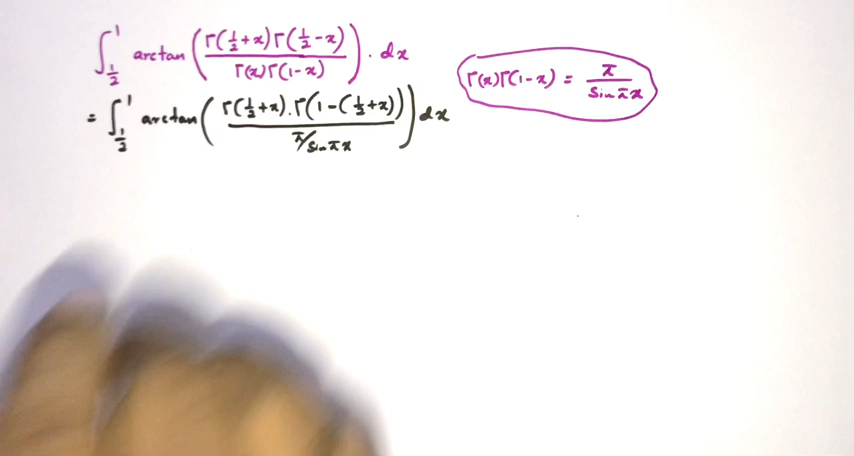 ∫_{1/2}^{1} arctan ( Γ(1/2+x)Γ(1/2−x) / Γ(x)Γ(1−x) ) . dx
Γ(x)Γ(1−x) = π / Sin πx
= ∫_{1/2}^{1} arctan ( Γ(1/2+x).Γ(1−(1/2+x)) / π/Sin πx ) dx